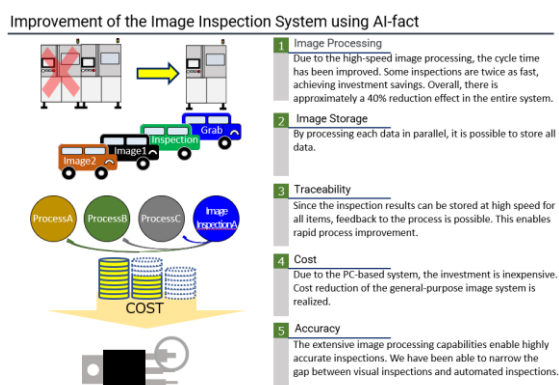 Improvement of the Image Inspection System using AI-fact
1 Image Processing
Due to the high-speed image processing, the cycle time
has been improved. Some inspections are twice as fast,
achieving investment savings. Overall, there is
approximately a 40% reduction effect in the entire system.
Grab
Inspection
Image1
Image2
2 Image Storage
By processing each data in parallel, it is possible to store all
data.
ProcessA
ProcessB
ProcessC
Image
InspectionA
3 Traceability
Since the inspection results can be stored at high speed for
all items, feedback to the process is possible. This enables
rapid process improvement.
COST
4 Cost
Due to the PC-based system, the investment is inexpensive.
Cost reduction of the general-purpose image system is
realized.
5 Accuracy
The extensive image processing capabilities enable highly
accurate inspections. We have been able to narrow the
gap between visual inspections and automated inspections.